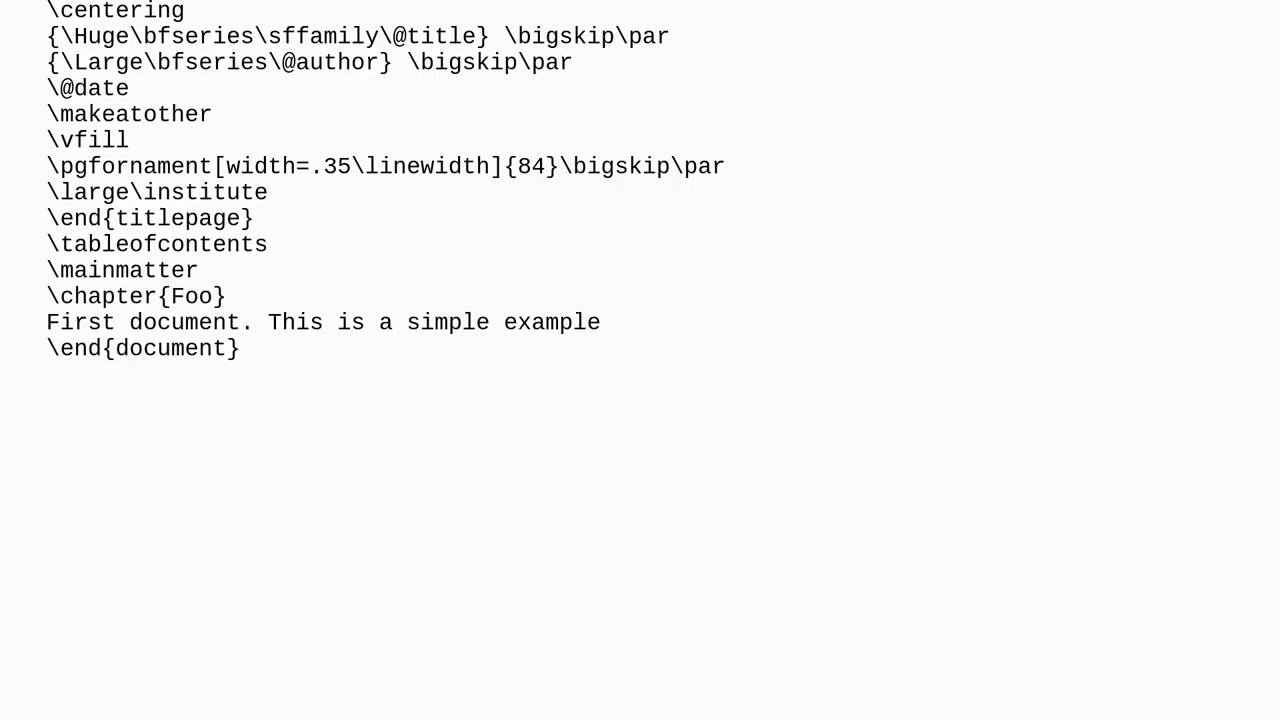 \centering
{\Huge\bfseries\sffamily\@title} \bigskip\par
{\Large\bfseries\@author} \bigskip\par
\@date
\makeatother
\vfill
\pgfornament[width=.35\linewidth]{84}\bigskip\par
\large\institute
\end{titlepage}
\tableofcontents
\mainmatter
\chapter{Foo}
First document. This is a simple example
\end{document}